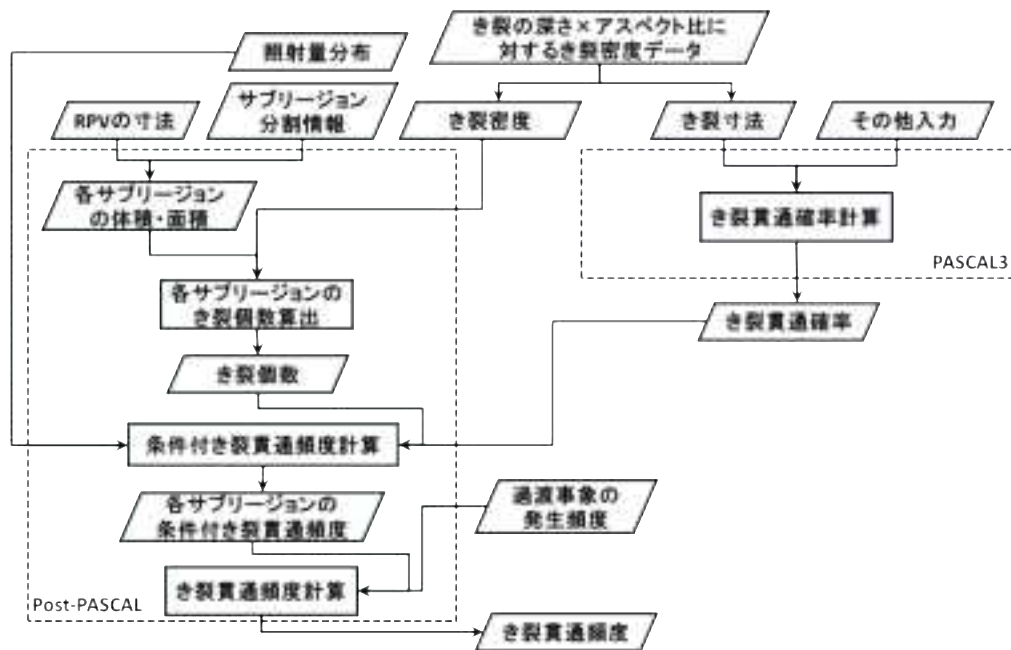 き裂の深さ×アスペクト比に
対するき裂密度データ
照射量分布
RPVの寸法
サブリージョン
分割情報
き裂密度
き裂寸法
その他入力
各サブリージョン
の体積・面積
き裂貫通確率計算
PASCAL3
各サブリージョンの
き裂個数算出
き裂貫通確率
き裂個数
条件付き裂貫通頻度計算
各サブリージョンの
条件付き裂貫通頻度
過渡事象の
発生頻度
き裂貫通頻度計算
Post-PASCAL
き裂貫通頻度